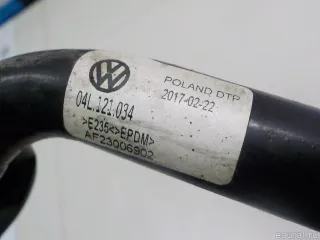 POLAND DTP
04L.121.034
2017-02-22
>E235<>EPDM>
AF23006902